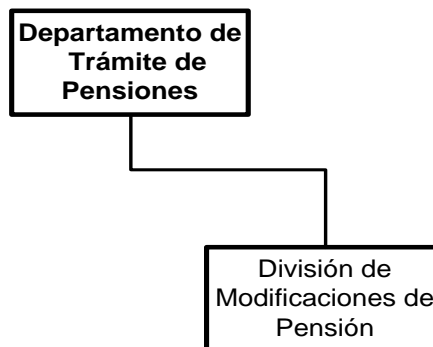 Departamento de
Trámite de
Pensiones
División de
Modificaciones de
Pensión